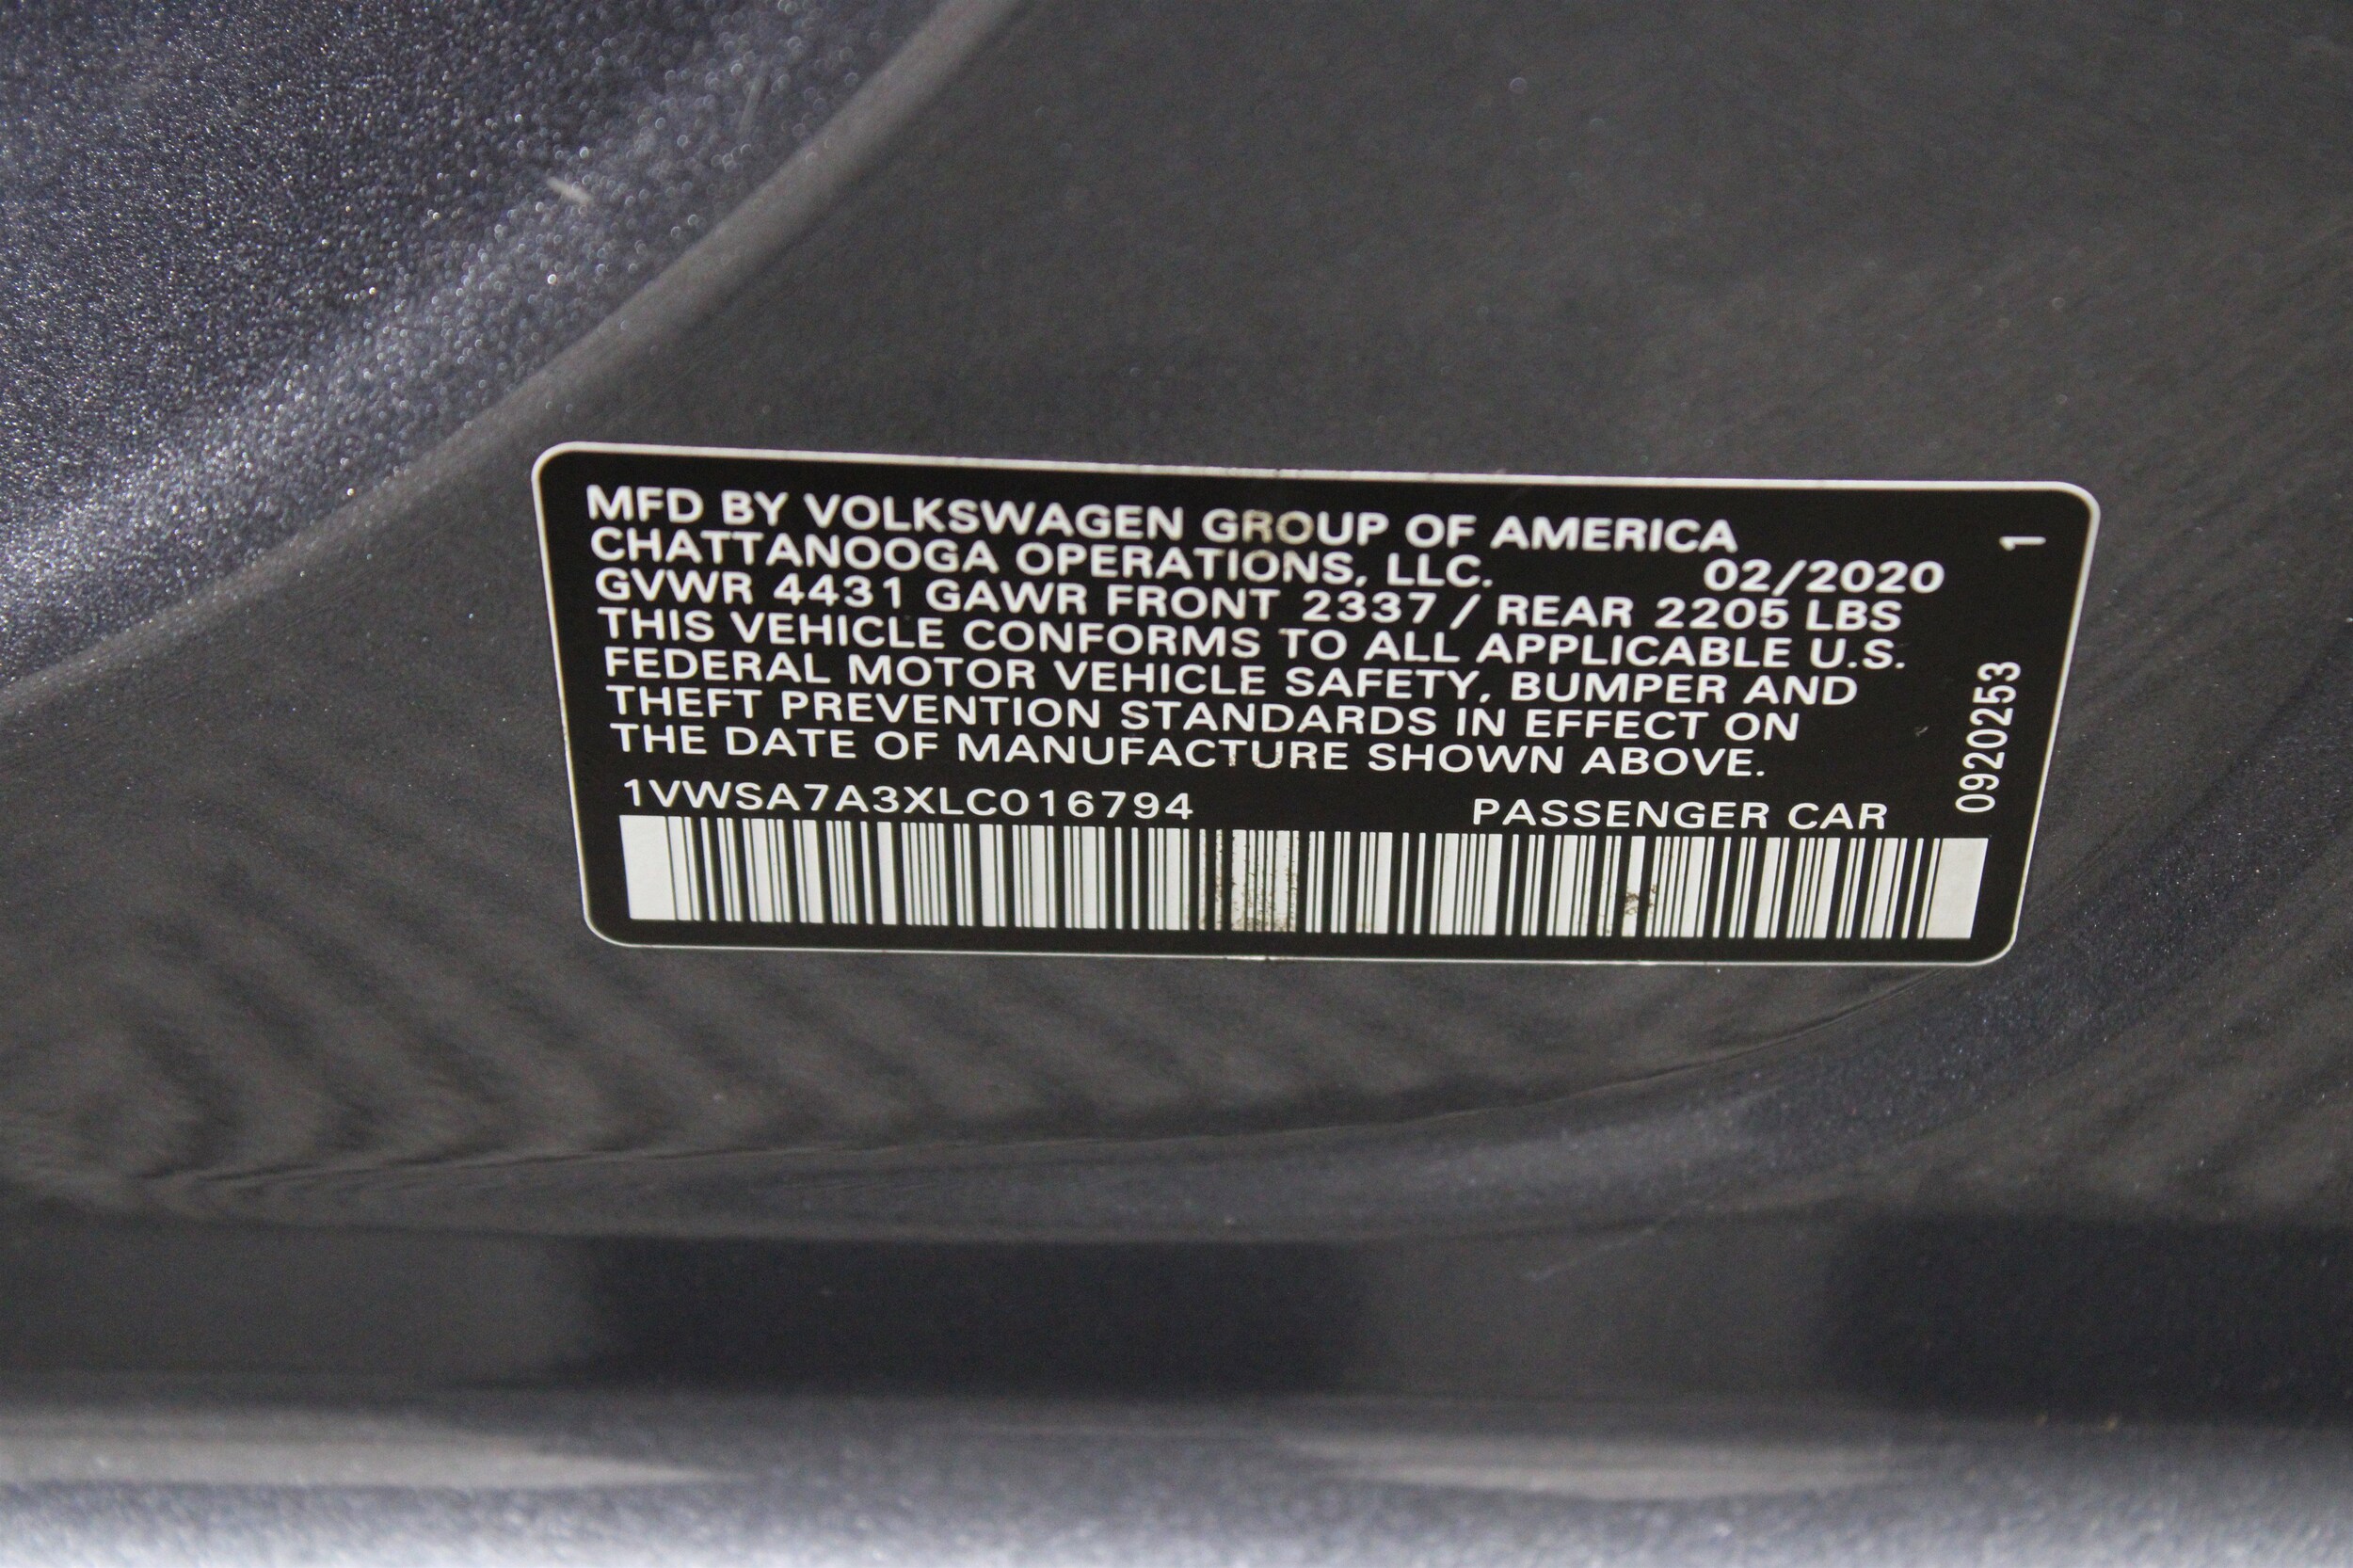 MFD BY VOLKSWAGEN GROUP OF AMERICA
CHATTANOOGA OPERATIONS, LLC. 02/2020
GVWR 4431 GAWR FRONT 2337 / REAR 2205 LBS
THIS VEHICLE CONFORMS TO ALL APPLICABLE U.S.
FEDERAL MOTOR VEHICLE SAFETY, BUMPER AND
THEFT PREVENTION STANDARDS IN EFFECT ON
THE DATE OF MANUFACTURE SHOWN ABOVE.
1VWSA7A3XLC016794 PASSENGER CAR
0920253 1